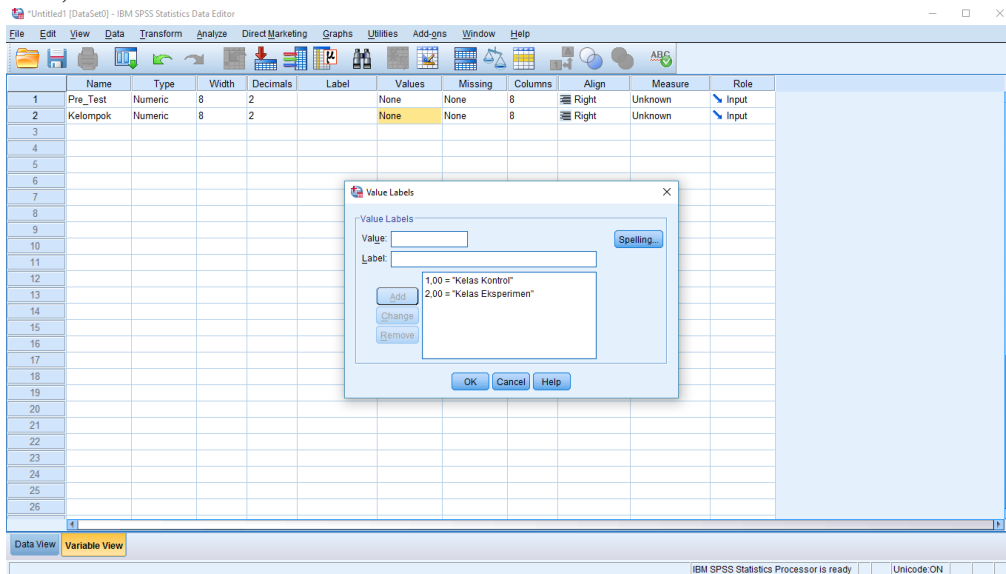 *Untitled1 [DataSet0] - IBM SPSS Statistics Data Editor
File Edit View Data Transform Analyze Direct Marketing Graphs Utilities Add-ons Window Help
Name Type Width Decimals Label Values Missing Columns Align Measure Role
1 Pre_Test Numeric 8 2 None None 8 Right Unknown Input
2 Kelompok Numeric 8 2 None None 8 Right Unknown Input
3
4
5
6
7
8
9
10
11
12
13
14
15
16
17
18
19
20
21
22
23
24
25
26
Value Labels
Value Labels
Value:
Spelling...
Label:
1,00 = "Kelas Kontrol"
2,00 = "Kelas Eksperimen"
Add
Change
Remove
OK Cancel Help
Data View Variable View
IBM SPSS Statistics Processor is ready Unicode:ON